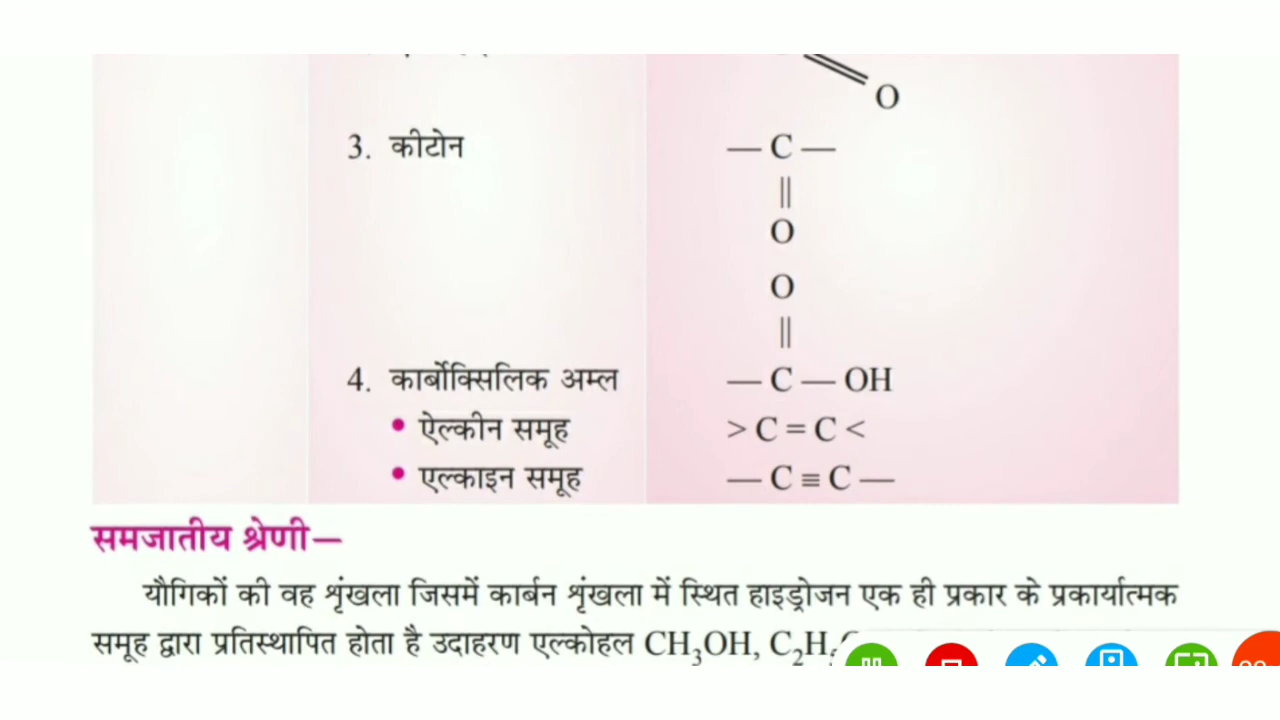 O
3. कीटोन — C —
||
O
O
||
4. कार्बोक्सिलिक अम्ल — C — OH
• ऐल्कीन समूह > C = C <
• एल्काइन समूह — C ≡ C —
समजातीय श्रेणी—
यौगिकों की वह शृंखला जिसमें कार्बन शृंखला में स्थित हाइड्रोजन एक ही प्रकार के प्रकार्यात्मक
समूह द्वारा प्रतिस्थापित होता है उदाहरण एल्कोहल CH₃OH,